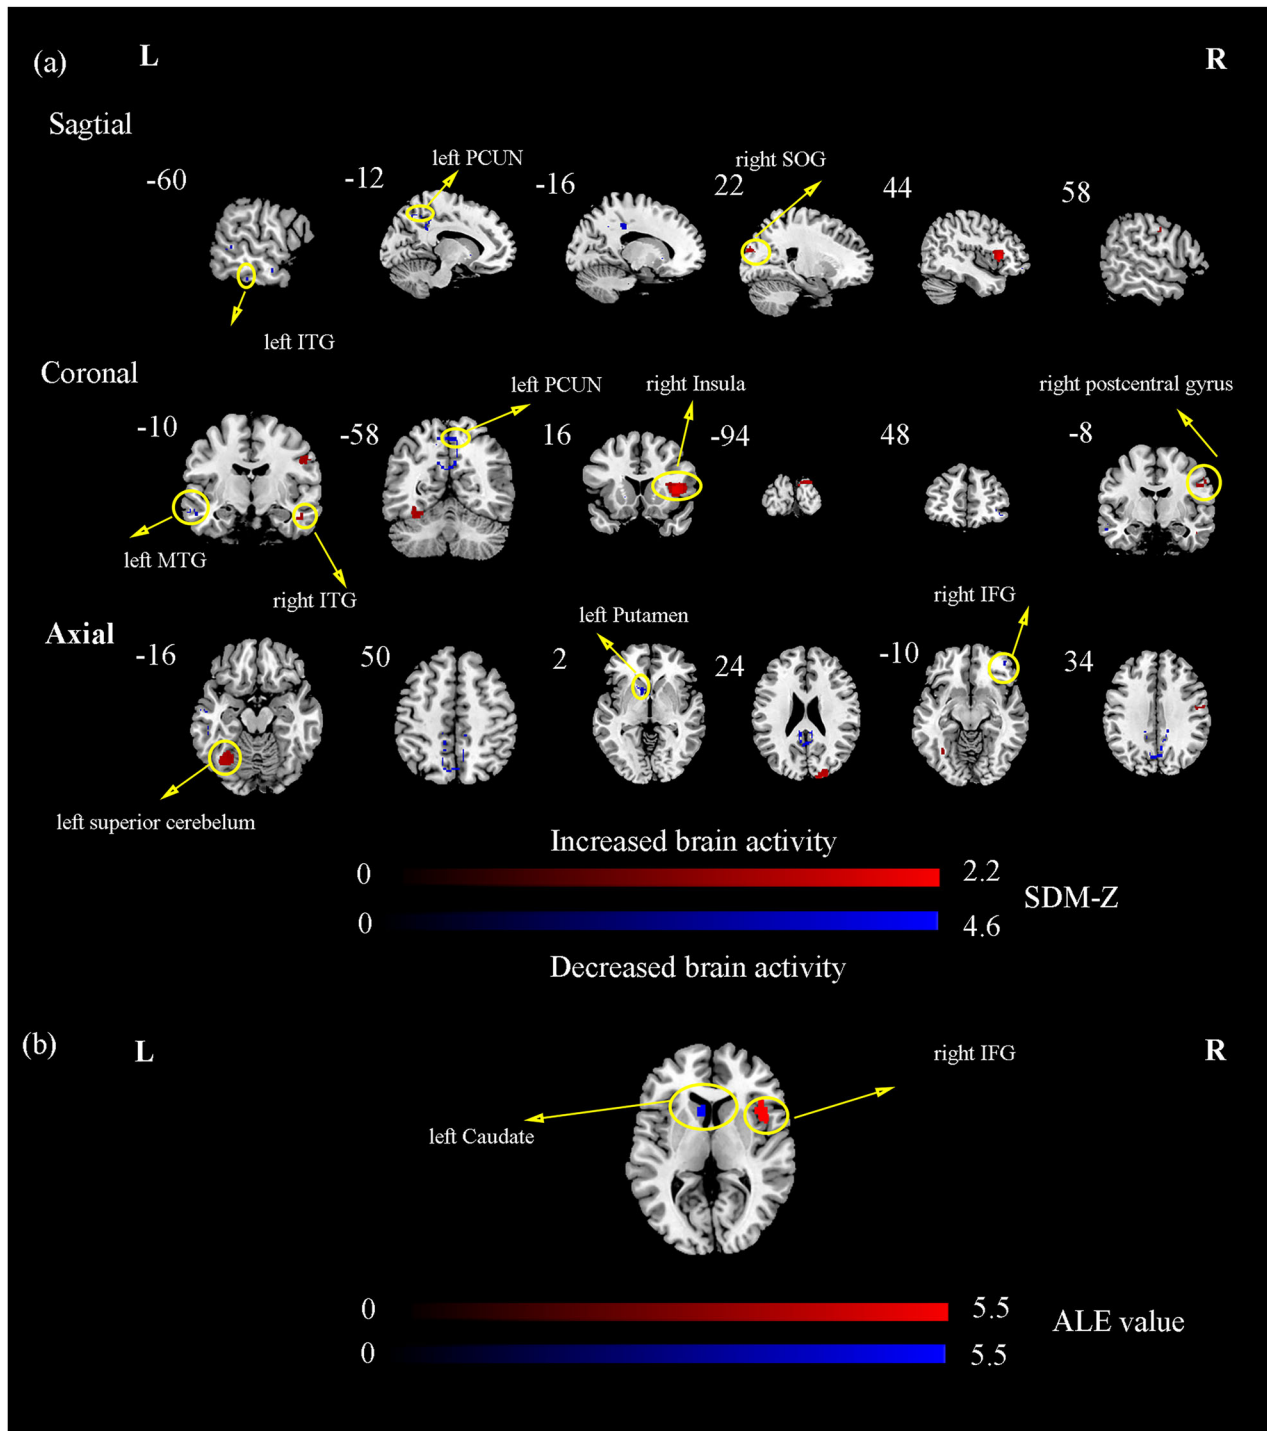 (a) L R
Sagtial
-60 -12 left PCUN -16 22 right SOG 44 58
left ITG
Coronal
-10 -58 left PCUN 16 right Insula -94 48 -8 right postcentral gyrus
left MTG
right ITG
Axial
-16 50 2 left Putamen 24 -10 right IFG 34
left superior cerebelum
Increased brain activity
0 2.2
SDM-Z
0 4.6
Decreased brain activity
(b) L R
right IFG
left Caudate
0 5.5
ALE value
0 5.5